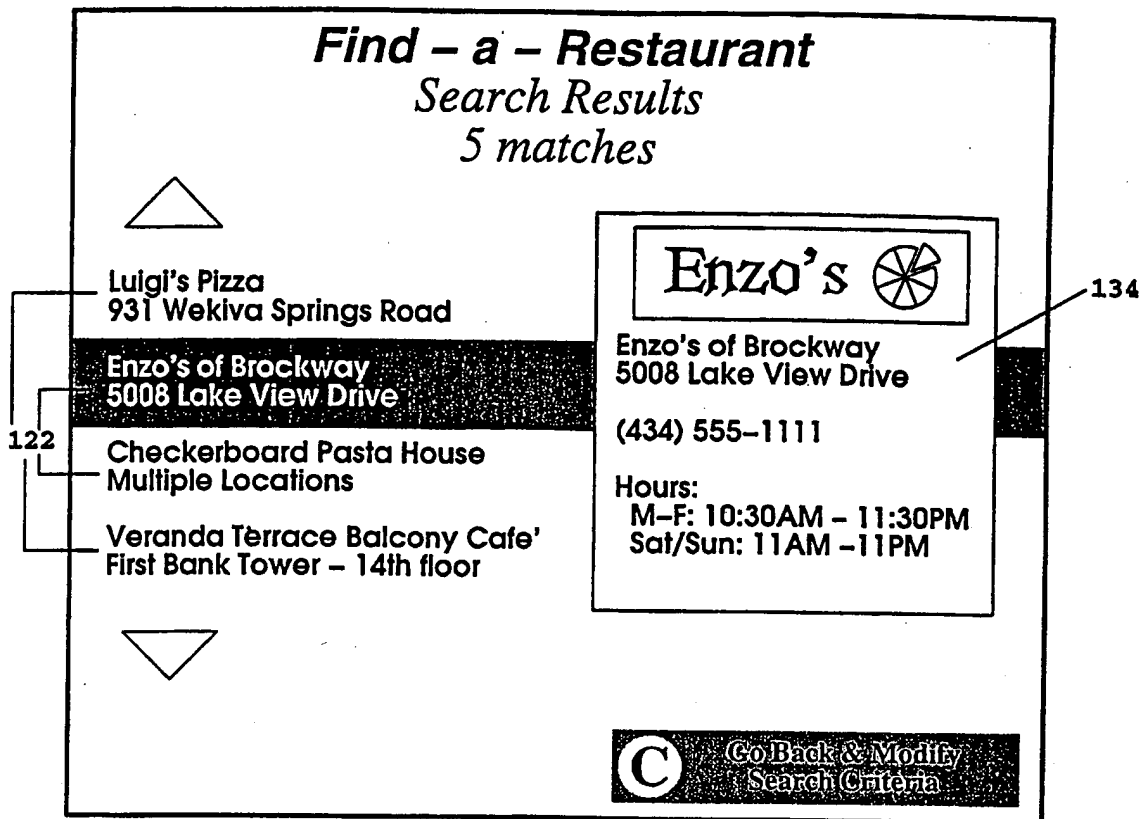 Find – a – Restaurant
Search Results
5 matches
Luigi's Pizza
931 Wekiva Springs Road
Enzo's of Brockway
5008 Lake View Drive
122
Checkerboard Pasta House
Multiple Locations
Veranda Terrace Balcony Cafe'
First Bank Tower – 14th floor
Enzo's
134
Enzo's of Brockway
5008 Lake View Drive
(434) 555–1111
Hours:
M–F: 10:30AM – 11:30PM
Sat/Sun: 11AM –11PM
C
Go Back & Modify
Search Criteria